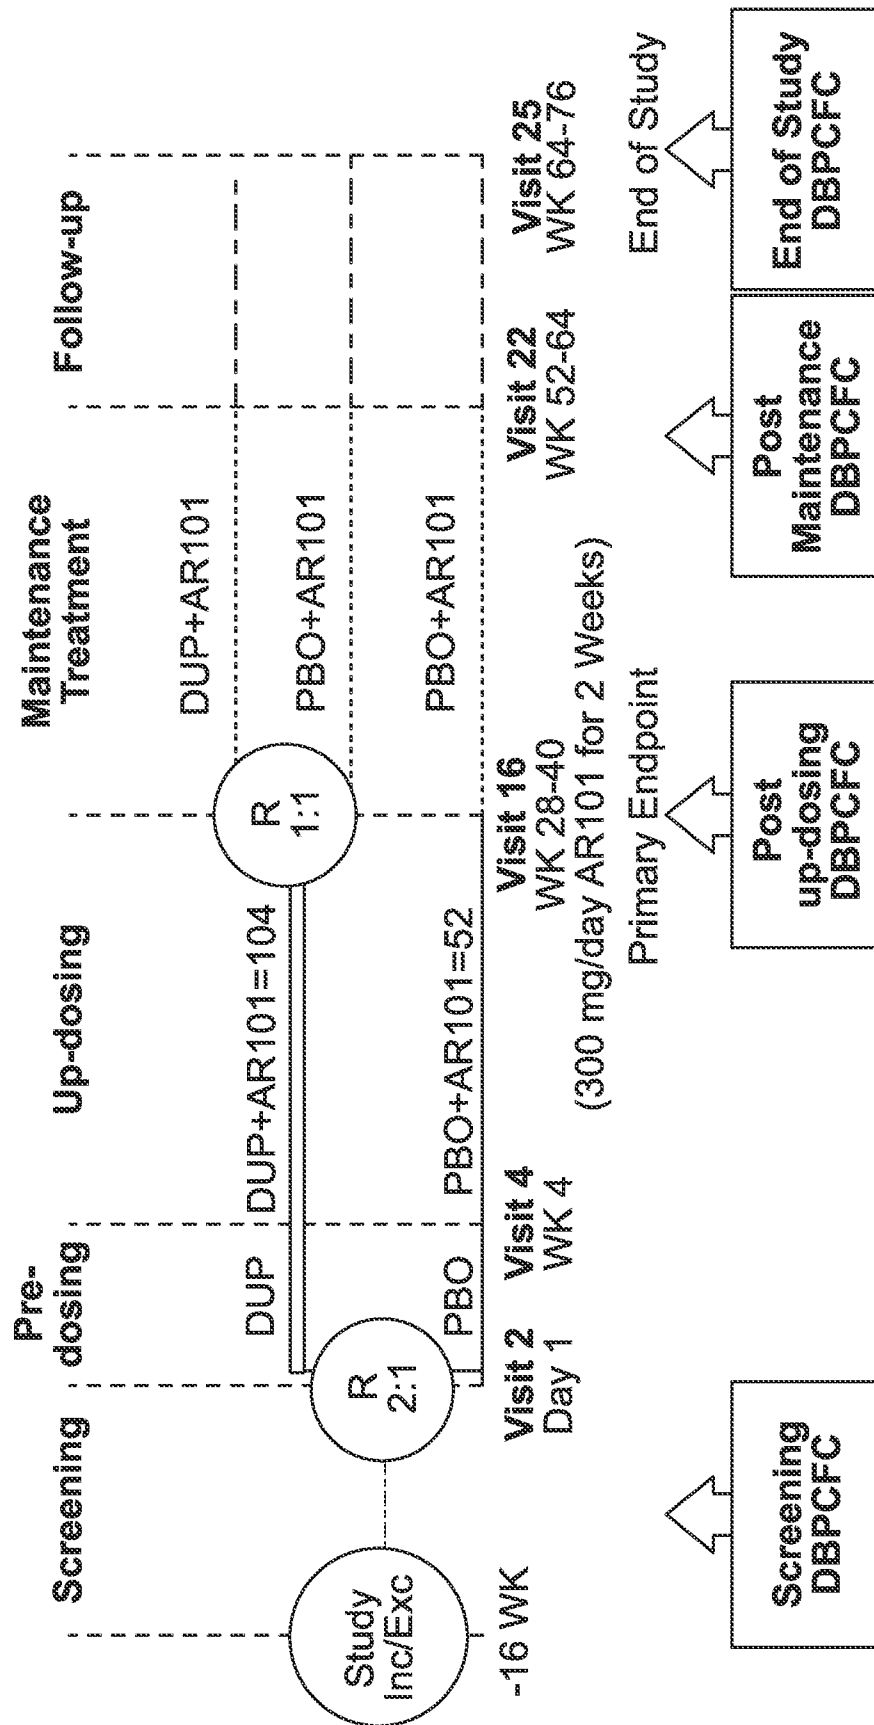 Screening
Pre-
dosing
Up-dosing
Maintenance
Treatment
Follow-up
Study
Inc/Exc
R
2:1
DUP
DUP+AR101=104
R
1:1
DUP+AR101
PBO+AR101
PBO
PBO+AR101=52
PBO+AR101
-16 WK
Visit 2
Day 1
Visit 4
WK 4
Visit 16
WK 28-40
(300 mg/day AR101 for 2 Weeks)
Primary Endpoint
Visit 22
WK 52-64
Visit 25
WK 64-76
End of Study
Screening
DBPCFC
Post
up-dosing
DBPCFC
Post
Maintenance
DBPCFC
End of Study
DBPCFC